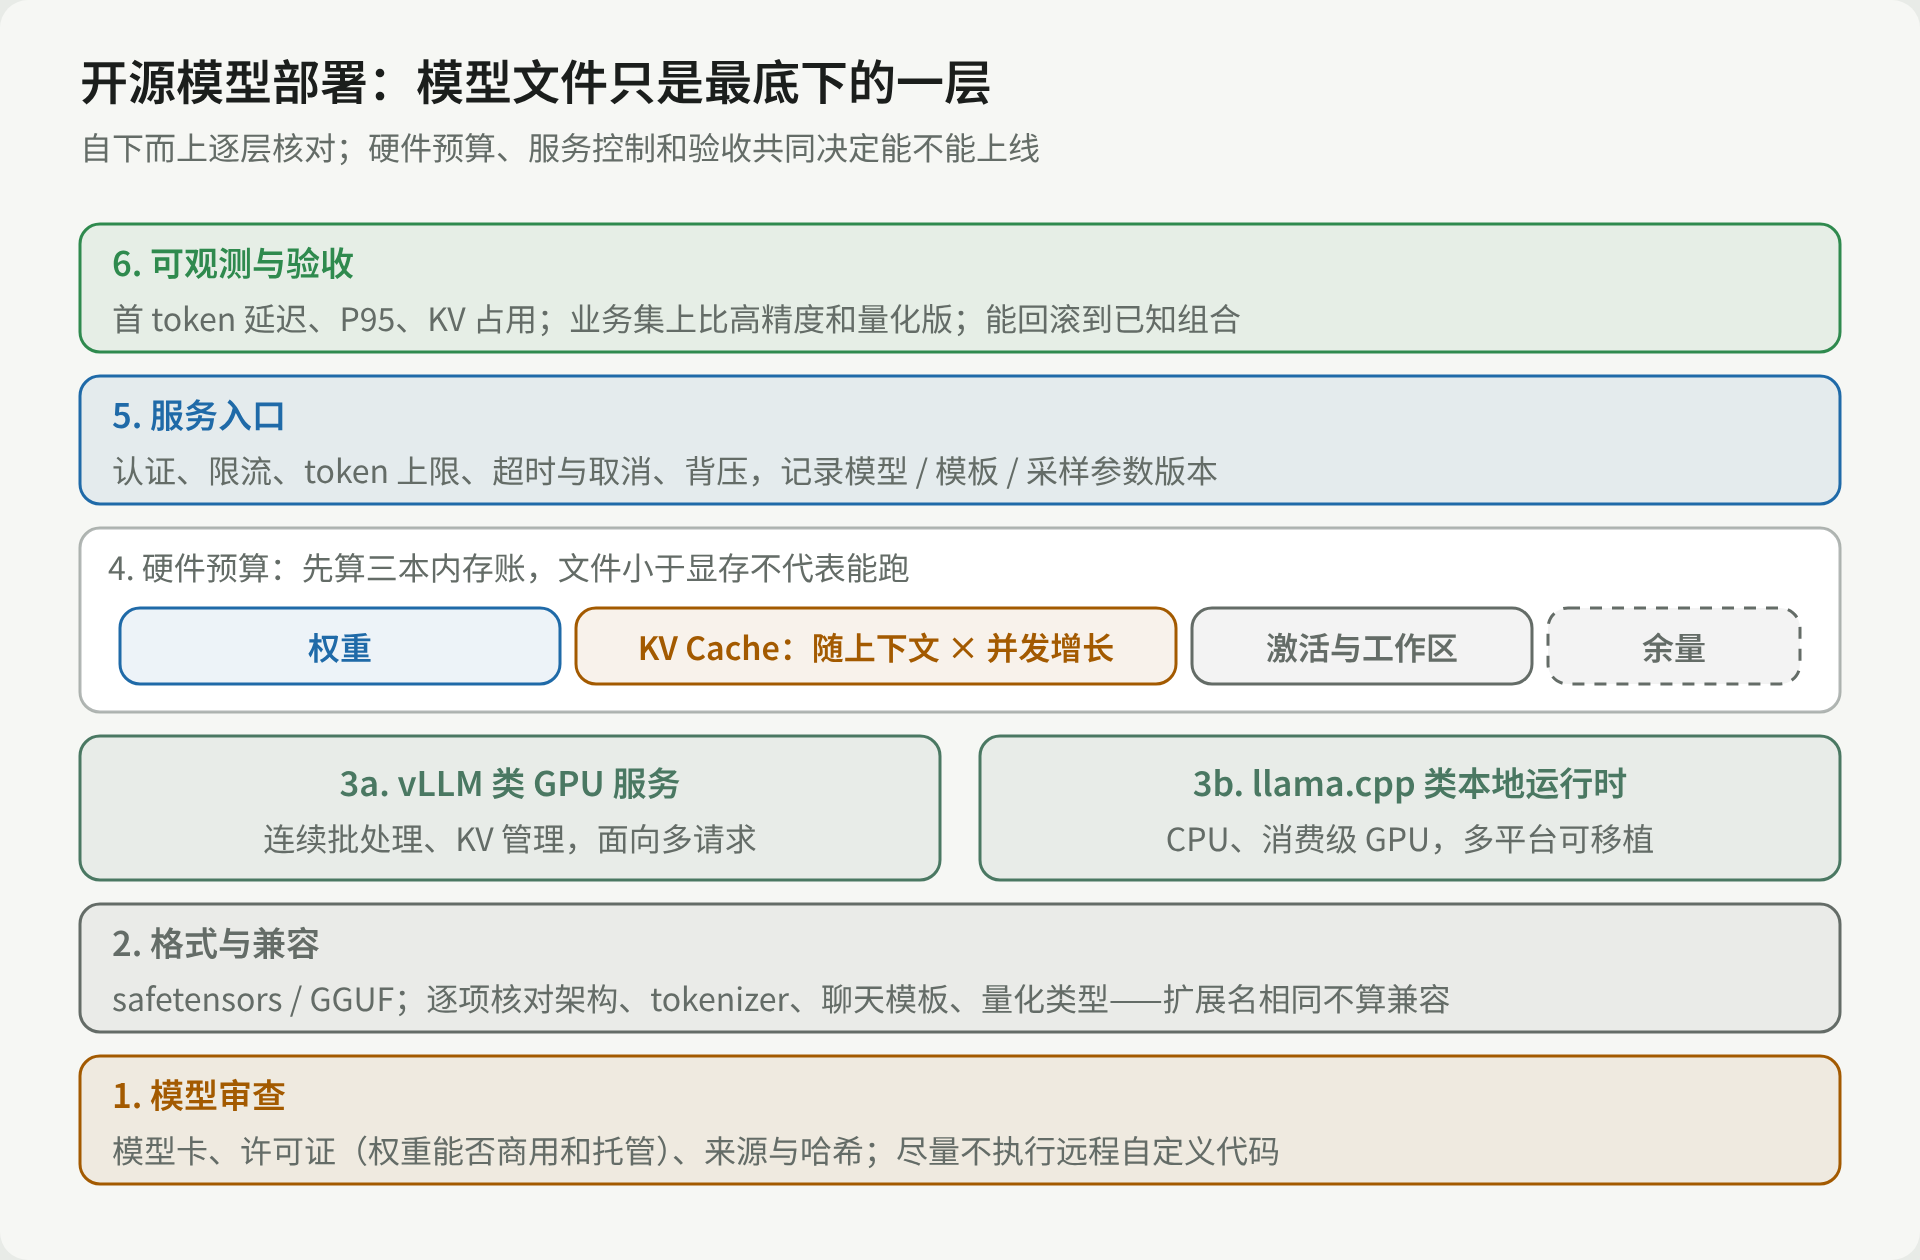 开源模型部署：模型文件只是最底下的一层
自下而上逐层核对；硬件预算、服务控制和验收共同决定能不能上线
6. 可观测与验收
首 token 延迟、P95、KV 占用；业务集上比高精度和量化版；能回滚到已知组合
5. 服务入口
认证、限流、token 上限、超时与取消、背压，记录模型 / 模板 / 采样参数版本
4. 硬件预算：先算三本内存账，文件小于显存不代表能跑
权重
KV Cache：随上下文 × 并发增长
激活与工作区
余量
3a. vLLM 类 GPU 服务
连续批处理、KV 管理，面向多请求
3b. llama.cpp 类本地运行时
CPU、消费级 GPU，多平台可移植
2. 格式与兼容
safetensors / GGUF；逐项核对架构、tokenizer、聊天模板、量化类型——扩展名相同不算兼容
1. 模型审查
模型卡、许可证（权重能否商用和托管）、来源与哈希；尽量不执行远程自定义代码